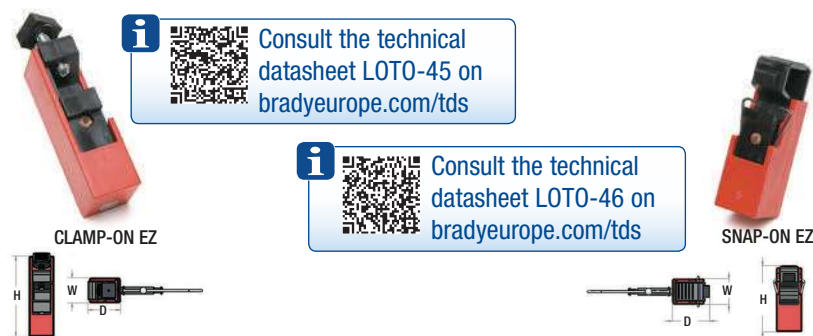 i
Consult the technical
datasheet LOTO-45 on
bradyeurope.com/tds
i
Consult the technical
datasheet LOTO-46 on
bradyeurope.com/tds
CLAMP-ON EZ
SNAP-ON EZ
H
W
D
W
H
D